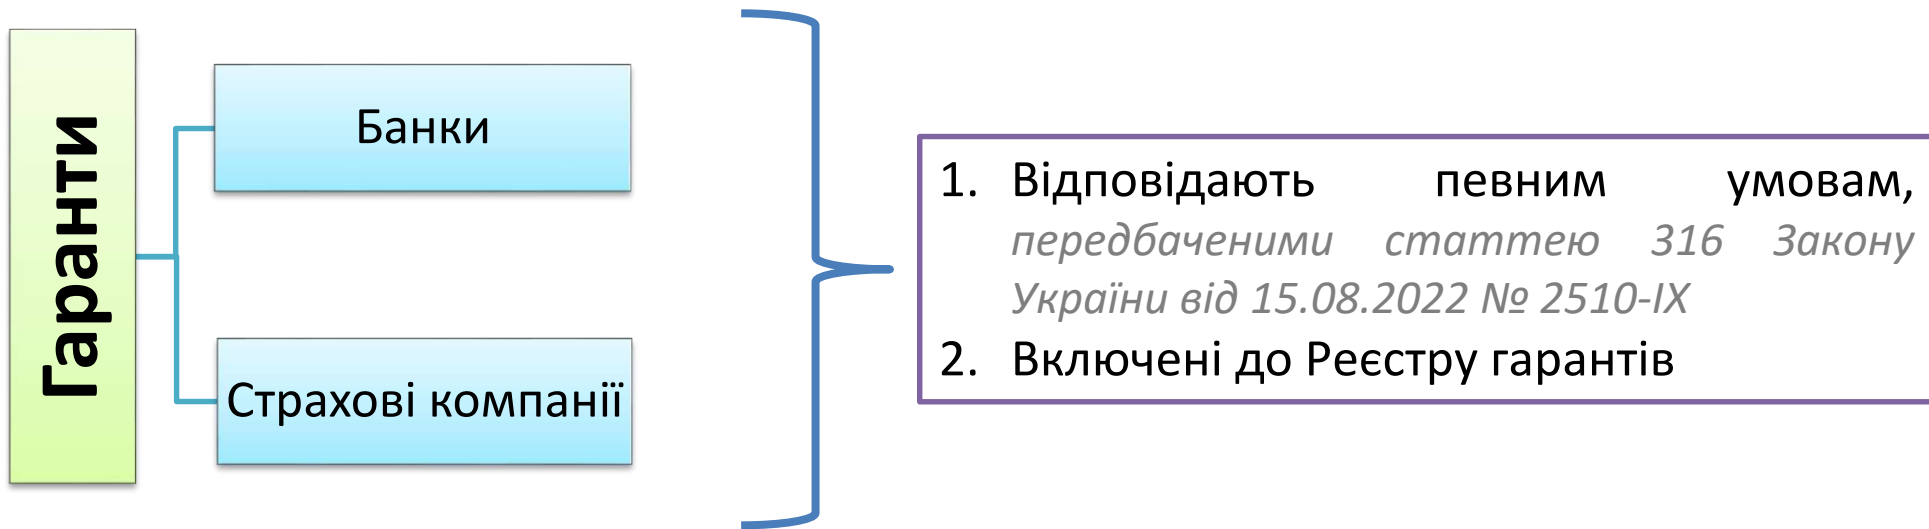 Гаранти
Банки
Страхові компанії
1. Відповідають певним умовам,
передбаченими статтею 316 Закону
України від 15.08.2022 № 2510-IX
2. Включені до Реєстру гарантів